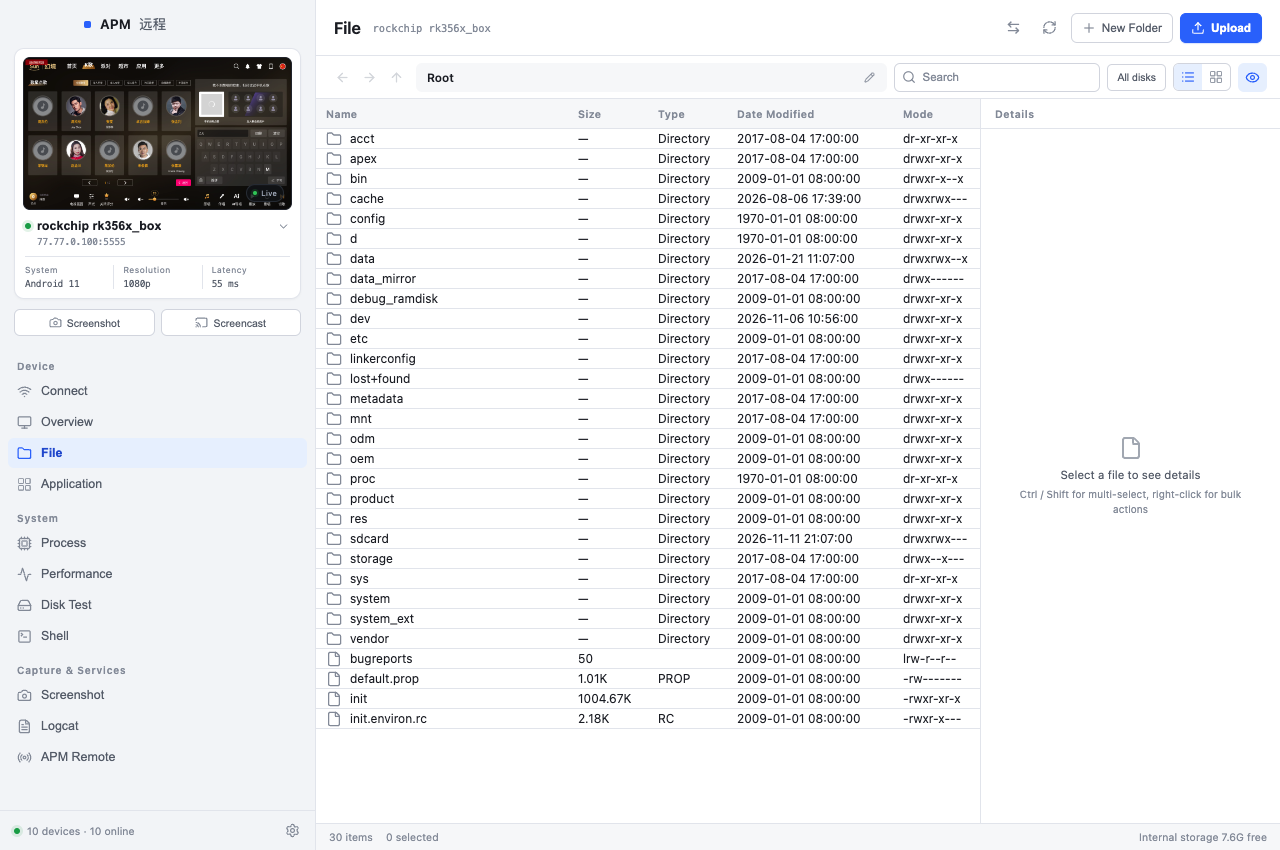 APM 远程
首页
派对
超市
应用
更多
Live
rockchip rk356x_box
77.77.0.100:5555
System
Android 11
Resolution
1080p
Latency
55 ms
Screenshot
Screencast
Device
Connect
Overview
File
Application
System
Process
Performance
Disk Test
Shell
Capture & Services
Screenshot
Logcat
APM Remote
10 devices · 10 online
File rockchip rk356x_box
New Folder
Upload
Root
Search
All disks
Name Size Type Date Modified Mode
acct — Directory 2017-08-04 17:00:00 dr-xr-xr-x
apex — Directory 2017-08-04 17:00:00 drwxr-xr-x
bin — Directory 2009-01-01 08:00:00 drwxr-x--x
cache — Directory 2026-08-06 17:39:00 drwxrwx---
config — Directory 1970-01-01 08:00:00 drwxr-xr-x
d — Directory 1970-01-01 08:00:00 drwxr-xr-x
data — Directory 2026-01-21 11:07:00 drwxrwx--x
data_mirror — Directory 2017-08-04 17:00:00 drwx------
debug_ramdisk — Directory 2009-01-01 08:00:00 drwxr-xr-x
dev — Directory 2026-11-06 10:56:00 drwxr-xr-x
etc — Directory 2009-01-01 08:00:00 drwxr-xr-x
linkerconfig — Directory 2017-08-04 17:00:00 drwxr-xr-x
lost+found — Directory 2009-01-01 08:00:00 drwx------
metadata — Directory 2017-08-04 17:00:00 drwxr-xr-x
mnt — Directory 2017-08-04 17:00:00 drwxr-xr-x
odm — Directory 2009-01-01 08:00:00 drwxr-xr-x
oem — Directory 2009-01-01 08:00:00 drwxr-xr-x
proc — Directory 1970-01-01 08:00:00 dr-xr-xr-x
product — Directory 2009-01-01 08:00:00 drwxr-xr-x
res — Directory 2009-01-01 08:00:00 drwxr-xr-x
sdcard — Directory 2026-11-11 21:07:00 drwxrwx---
storage — Directory 2017-08-04 17:00:00 drwx--x---
sys — Directory 2017-08-04 17:00:00 dr-xr-xr-x
system — Directory 2009-01-01 08:00:00 drwxr-xr-x
system_ext — Directory 2009-01-01 08:00:00 drwxr-xr-x
vendor — Directory 2009-01-01 08:00:00 drwxr-xr-x
bugreports 50 2009-01-01 08:00:00 lrw-r--r--
default.prop 1.01K PROP 2009-01-01 08:00:00 -rw-------
init 1004.67K 2009-01-01 08:00:00 -rwxr-xr-x
init.environ.rc 2.18K RC 2009-01-01 08:00:00 -rwxr-x---
Details
Select a file to see details
Ctrl / Shift for multi-select, right-click for bulk
actions
30 items 0 selected
Internal storage 7.6G free